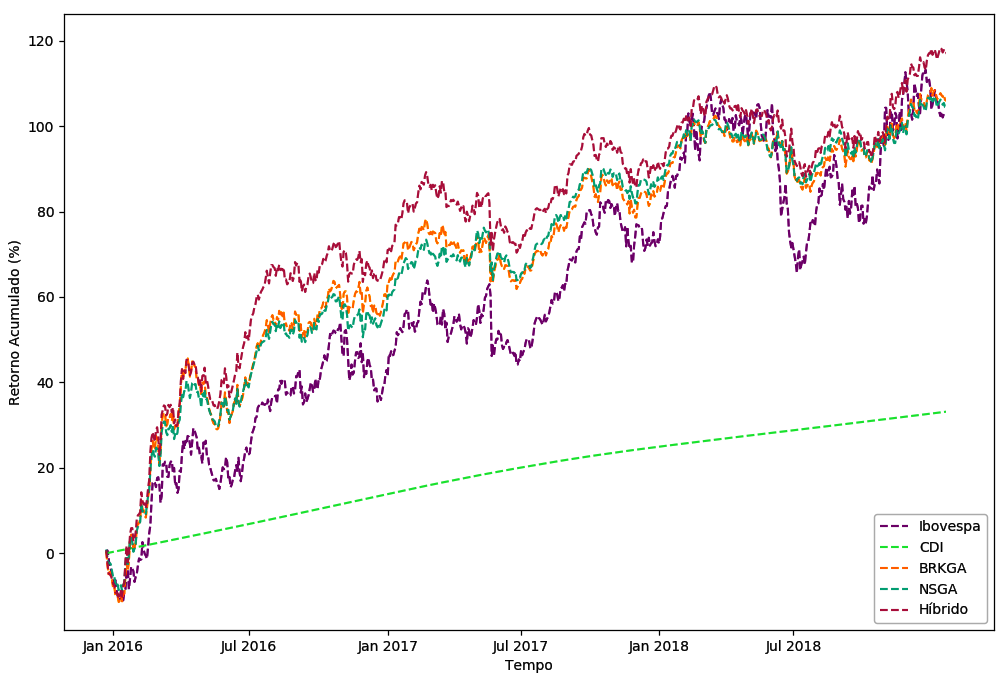 Retorno Acumulado (%)
120
100
80
60
40
20
0
Jan 2016
Jul 2016
Jan 2017
Jul 2017
Jan 2018
Jul 2018
Tempo
Ibovespa
CDI
BRKGA
NSGA
Híbrido